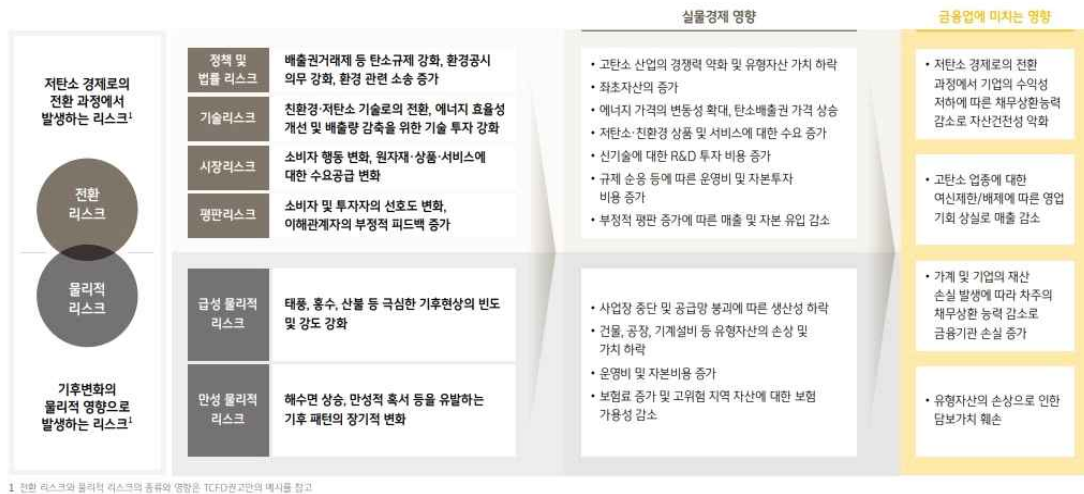 실물경제 영향
금융업에 미치는 영향
저탄소 경제로의
전환 과정에서
발생하는 리스크1
전환
리스크
물리적
리스크
기후변화의
물리적 영향으로
발생하는 리스크1
정책 및
법률 리스크
배출권거래제 등 탄소규제 강화, 환경공시
의무 강화, 환경 관련 소송 증가
기술리스크
친환경·저탄소 기술로의 전환, 에너지 효율성
개선 및 배출량 감축을 위한 기술 투자 강화
시장리스크
소비자 행동 변화, 원자재·상품·서비스에
대한 수요공급 변화
평판리스크
소비자 및 투자자의 선호도 변화,
이해관계자의 부정적 피드백 증가
급성 물리적
리스크
태풍, 홍수, 산불 등 극심한 기후현상의 빈도
및 강도 강화
만성 물리적
리스크
해수면 상승, 만성적 혹서 등을 유발하는
기후 패턴의 장기적 변화
• 고탄소 산업의 경쟁력 약화 및 유형자산 가치 하락
• 좌초자산의 증가
• 에너지 가격의 변동성 확대, 탄소배출권 가격 상승
• 저탄소·친환경 상품 및 서비스에 대한 수요 증가
• 신기술에 대한 R&D 투자 비용 증가
• 규제 순응 등에 따른 운영비 및 자본투자
비용 증가
• 부정적 평판 증가에 따른 매출 및 자본 유입 감소
• 사업장 중단 및 공급망 붕괴에 따른 생산성 하락
• 건물, 공장, 기계설비 등 유형자산의 손상 및
가치 하락
• 운영비 및 자본비용 증가
• 보험료 증가 및 고위험 지역 자산에 대한 보험
가용성 감소
• 저탄소 경제로의 전환
과정에서 기업의 수익성
저하에 따른 채무상환능력
감소로 자산건전성 악화
• 고탄소 업종에 대한
여신제한/배제에 따른 영업
기회 상실로 매출 감소
• 가계 및 기업의 재산
손실 발생에 따라 차주의
채무상환 능력 감소로
금융기관 손실 증가
• 유형자산의 손상으로 인한
담보가치 훼손
1 전환 리스크와 물리적 리스크의 종류와 영향은 TCFD권고안의 예시를 참고